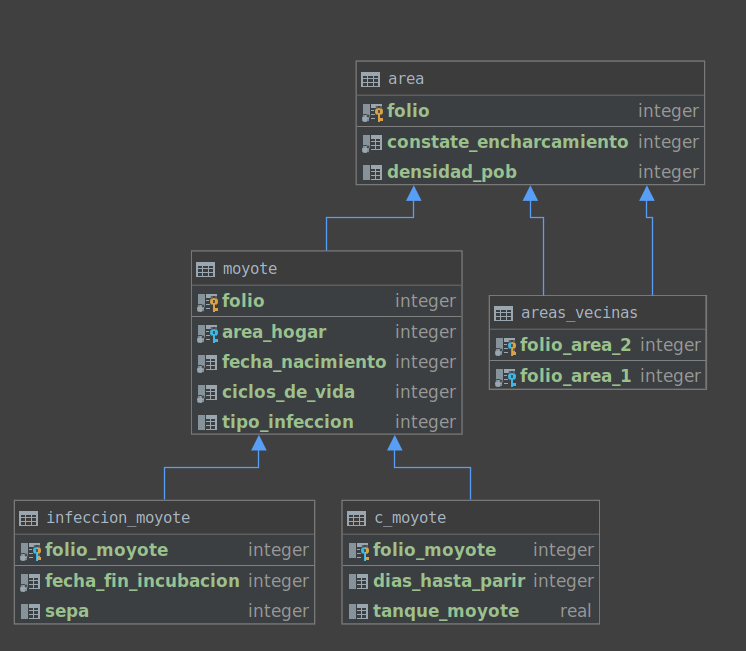 area
folio integer
constate_encharcamiento integer
densidad_pob integer
moyote
folio integer
area_hogar integer
fecha_nacimiento integer
ciclos_de_vida integer
tipo_infeccion integer
areas_vecinas
folio_area_2 integer
folio_area_1 integer
infeccion_moyote
folio_moyote integer
fecha_fin_incubacion integer
sepa integer
c_moyote
folio_moyote integer
dias_hasta_parir integer
tanque_moyote real